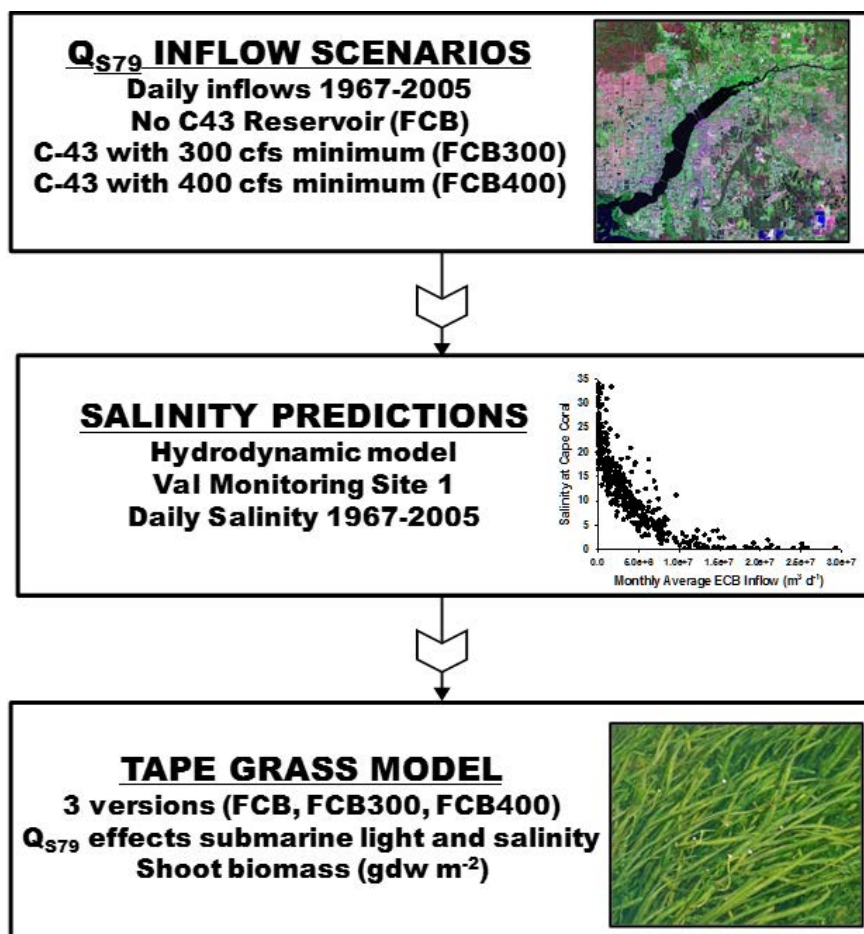 Q_S79 INFLOW SCENARIOS
Daily inflows 1967-2005
No C43 Reservoir (FCB)
C-43 with 300 cfs minimum (FCB300)
C-43 with 400 cfs minimum (FCB400)
SALINITY PREDICTIONS
Hydrodynamic model
Val Monitoring Site 1
Daily Salinity 1967-2005
Salinity at Cape Coral
35
30
25
20
15
10
5
0
0.0 5.0e+6 1.0e+7 1.5e+7 2.0e+7 2.5e+7 3.0e+7
Monthly Average ECB Inflow (m³ d⁻¹)
TAPE GRASS MODEL
3 versions (FCB, FCB300, FCB400)
Q_S79 effects submarine light and salinity
Shoot biomass (gdw m⁻²)